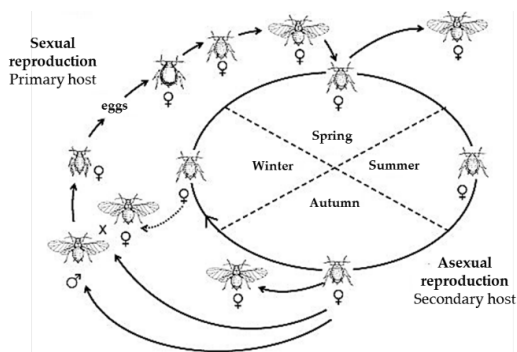 Sexual
reproduction
Primary host
eggs
Spring
Winter
Summer
Autumn
X
Asexual
reproduction
Secondary host